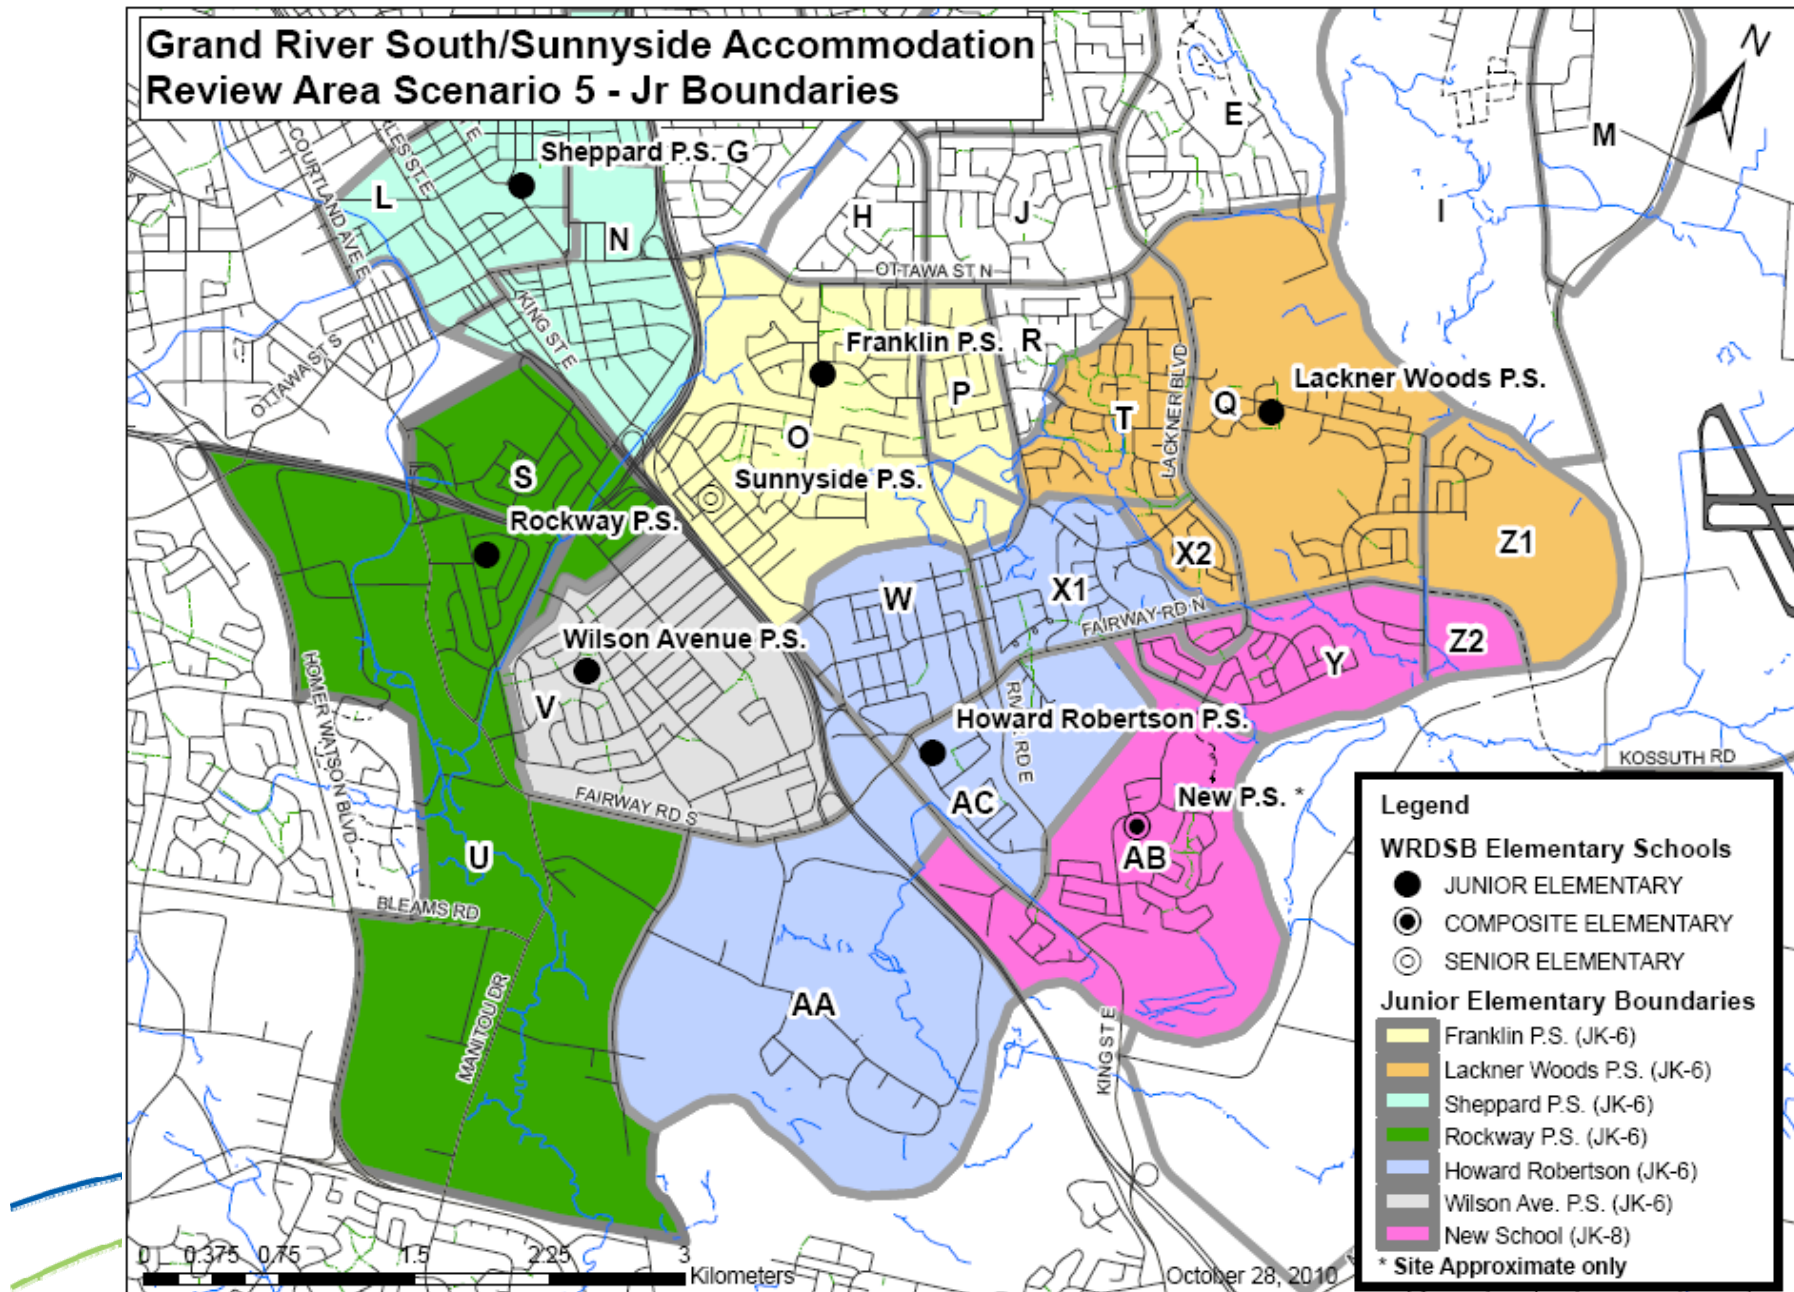 Grand River South/Sunnyside Accommodation
Review Area Scenario 5 - Jr Boundaries
N
E
M
COURTLAND AVE E
Sheppard P.S.
G
L
N
H
J
I
OTTAWA ST N
KING ST E
OTTAWA ST S
Franklin P.S.
R
P
LACKNER BLVD
Lackner Woods P.S.
Q
T
O
S
Sunnyside P.S.
Rockway P.S.
Z1
X2
W
X1
FAIRWAY RD N
Wilson Avenue P.S.
Y
Z2
HOMER WATSON BLVD
V
RD E
Howard Robertson P.S.
KOSSUTH RD
FAIRWAY RD S
AC
New P.S. *
U
AB
BLEAMS RD
AA
MANITOU DR
KING ST E
Legend
WRDSB Elementary Schools
JUNIOR ELEMENTARY
COMPOSITE ELEMENTARY
SENIOR ELEMENTARY
Junior Elementary Boundaries
Franklin P.S. (JK-6)
Lackner Woods P.S. (JK-6)
Sheppard P.S. (JK-6)
Rockway P.S. (JK-6)
Howard Robertson (JK-6)
Wilson Ave. P.S. (JK-6)
New School (JK-8)
* Site Approximate only
0 0.375 0.75 1.5 2.25 3
Kilometers
October 28, 2010